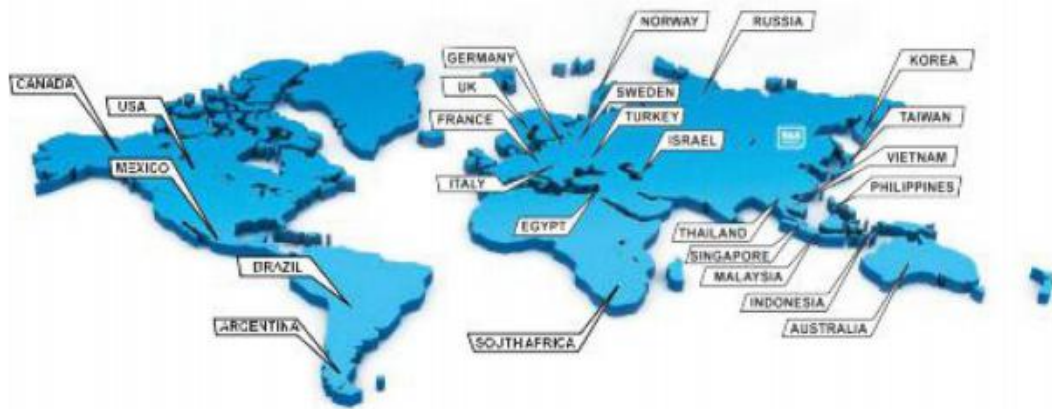 NORWAY
RUSSIA
GERMANY
KOREA
CANADA
UK
SWEDEN
USA
FRANCE
TURKEY
TAIWAN
ISRAEL
VIETNAM
MEXICO
ITALY
PHILIPPINES
EGYPT
THAILAND
SINGAPORE
BRAZIL
MALAYSIA
INDONESIA
ARGENTINA
AUSTRALIA
SOJTHAFRICA